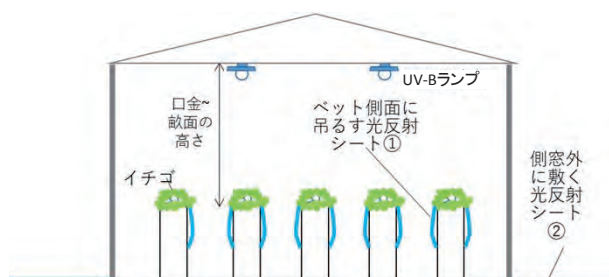 UV-Bランプ
口金~
畝面の
高さ
ベット側面に
吊るす光反射
シート①
イチゴ
側窓外
に敷く
光反射
シート
②